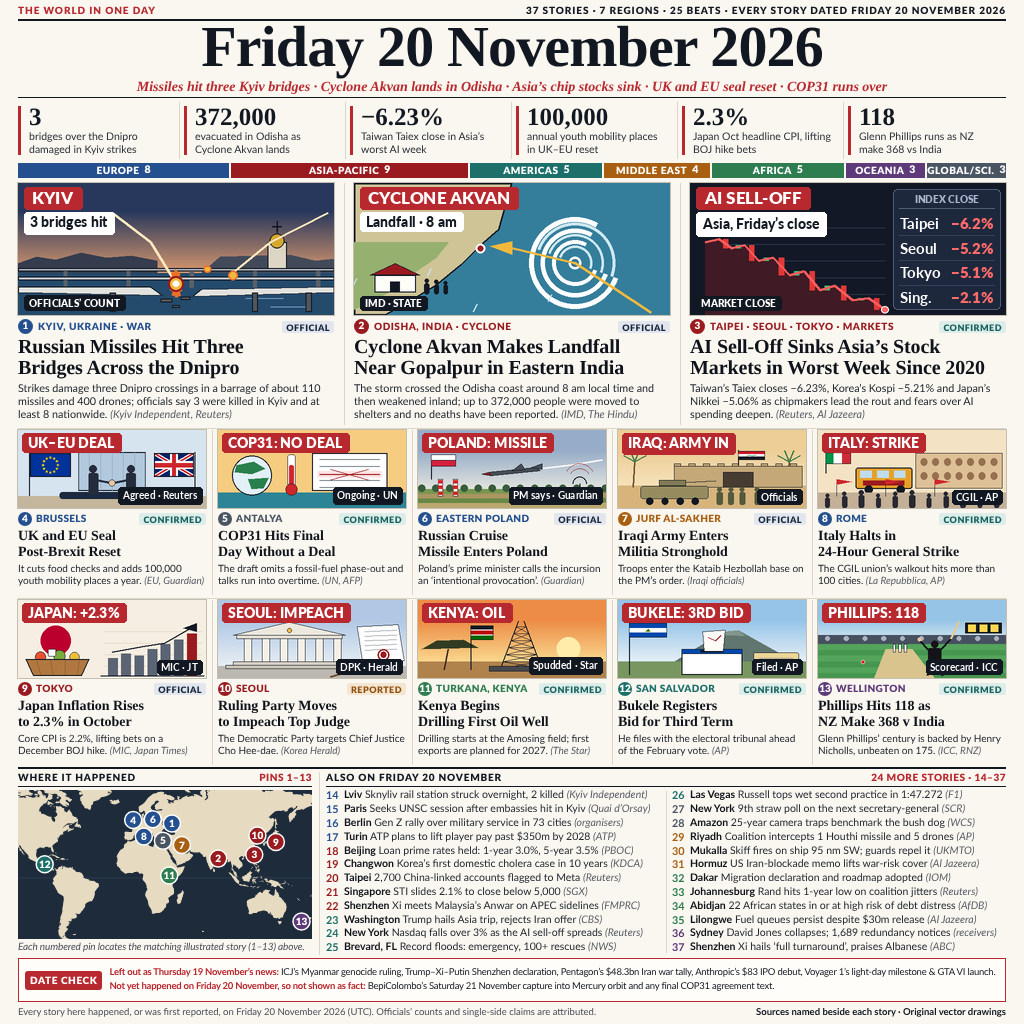 THE WORLD IN ONE DAY
37 STORIES · 7 REGIONS · 25 BEATS · EVERY STORY DATED FRIDAY 20 NOVEMBER 2026
Friday 20 November 2026
Missiles hit three Kyiv bridges · Cyclone Akvan lands in Odisha · Asia's chip stocks sink · UK and EU seal reset · COP31 runs over
3
bridges over the Dnipro
damaged in Kyiv strikes
372,000
evacuated in Odisha as
Cyclone Akvan lands
−6.23%
Taiwan Taiex close in Asia's
worst AI week
100,000
annual youth mobility places
in UK–EU reset
2.3%
Japan Oct headline CPI, lifting
BOJ hike bets
118
Glenn Phillips runs as NZ
make 368 vs India
EUROPE 8
ASIA-PACIFIC 9
AMERICAS 5
MIDDLE EAST 4
AFRICA 5
OCEANIA 3
GLOBAL/SCI. 3
KYIV
3 bridges hit
OFFICIALS' COUNT
1 KYIV, UKRAINE · WAR
OFFICIAL
Russian Missiles Hit Three
Bridges Across the Dnipro
Strikes damage three Dnipro crossings in a barrage of about 110
missiles and 400 drones; officials say 3 were killed in Kyiv and at
least 8 nationwide. (Kyiv Independent, Reuters)
CYCLONE AKVAN
Landfall · 8 am
IMD · STATE
2 ODISHA, INDIA · CYCLONE
OFFICIAL
Cyclone Akvan Makes Landfall
Near Gopalpur in Eastern India
The storm crossed the Odisha coast around 8 am local time and
then weakened inland; up to 372,000 people were moved to
shelters and no deaths have been reported. (IMD, The Hindu)
AI SELL-OFF
Asia, Friday's close
INDEX CLOSE
Taipei −6.2%
Seoul −5.2%
Tokyo −5.1%
Sing. −2.1%
MARKET CLOSE
3 TAIPEI · SEOUL · TOKYO · MARKETS
CONFIRMED
AI Sell-Off Sinks Asia's Stock
Markets in Worst Week Since 2020
Taiwan's Taiex closes −6.23%, Korea's Kospi −5.21% and Japan's
Nikkei −5.06% as chipmakers lead the rout and fears over AI
spending deepen. (Reuters, Al Jazeera)
UK–EU DEAL
Agreed · Reuters
4 BRUSSELS
CONFIRMED
UK and EU Seal
Post-Brexit Reset
It cuts food checks and adds 100,000
youth mobility places a year. (EU, Guardian)
COP31: NO DEAL
Ongoing · UN
5 ANTALYA
CONFIRMED
COP31 Hits Final
Day Without a Deal
The draft omits a fossil-fuel phase-out and
talks run into overtime. (UN, AFP)
POLAND: MISSILE
PM says · Guardian
6 EASTERN POLAND
OFFICIAL
Russian Cruise
Missile Enters Poland
Poland's prime minister calls the incursion
an 'intentional provocation'. (Guardian)
IRAQ: ARMY IN
Officials
7 JURF AL-SAKHER
OFFICIAL
Iraqi Army Enters
Militia Stronghold
Troops enter the Kataib Hezbollah base on
the PM's order. (Iraqi officials)
ITALY: STRIKE
CGIL · AP
8 ROME
CONFIRMED
Italy Halts in
24-Hour General Strike
The CGIL union's walkout hits more than
100 cities. (La Repubblica, AP)
JAPAN: +2.3%
MIC · JT
9 TOKYO
OFFICIAL
Japan Inflation Rises
to 2.3% in October
Core CPI is 2.2%, lifting bets on a
December BOJ hike. (MIC, Japan Times)
SEOUL: IMPEACH
DPK · Herald
10 SEOUL
REPORTED
Ruling Party Moves
to Impeach Top Judge
The Democratic Party targets Chief Justice
Cho Hee-dae. (Korea Herald)
KENYA: OIL
Spudded · Star
11 TURKANA, KENYA
CONFIRMED
Kenya Begins
Drilling First Oil Well
Drilling starts at the Amosing field; first
exports are planned for 2027. (The Star)
BUKELE: 3RD BID
Filed · AP
12 SAN SALVADOR
CONFIRMED
Bukele Registers
Bid for Third Term
He files with the electoral tribunal ahead
of the February vote. (AP)
PHILLIPS: 118
Scorecard · ICC
13 WELLINGTON
CONFIRMED
Phillips Hits 118 as
NZ Make 368 v India
Glenn Phillips's century is backed by Henry
Nicholls, unbeaten on 175. (ICC, RNZ)
WHERE IT HAPPENED
PINS 1–13
4 6 1 8 5 7 10 9 3 2 12 11 13
Each numbered pin locates the matching illustrated story (1–13) above.
ALSO ON FRIDAY 20 NOVEMBER
24 MORE STORIES · 14–37
14 Lviv Sknyliv rail station struck overnight, 2 killed (Kyiv Independent)
15 Paris Seeks UNSC session after embassies hit in Kyiv (Quai d'Orsay)
16 Berlin Gen Z rally over military service in 73 cities (organisers)
17 Turin ATP plans to lift player pay past $350m by 2028 (ATP)
18 Beijing Loan prime rates held: 1-year 3.0%, 5-year 3.5% (PBOC)
19 Changwon Korea's first domestic cholera case in 10 years (KDCA)
20 Taipei 2,700 China-linked accounts flagged to Meta (Reuters)
21 Singapore STI slides 2.1% to close below 5,000 (SGX)
22 Shenzhen Xi meets Malaysia's Anwar on APEC sidelines (FMPRC)
23 Washington Trump hails Asia trip, rejects Iran offer (CBS)
24 New York Nasdaq falls over 3% as the AI sell-off spreads (Reuters)
25 Brevard, FL Record floods: emergency, 100+ rescues (NWS)
26 Las Vegas Russell tops wet second practice in 1:47.272 (F1)
27 New York 9th straw poll on the next secretary-general (SCR)
28 Amazon 25-year camera traps benchmark the bush dog (WCS)
29 Riyadh Coalition intercepts 1 Houthi missile and 5 drones (AP)
30 Mukalla Skiff fires on ship 95 nm SW; guards repel it (UKMTO)
31 Hormuz US Iran-blockade memo lifts war-risk cover (Al Jazeera)
32 Dakar Migration declaration and roadmap adopted (IOM)
33 Johannesburg Rand hits 1-year low on coalition jitters (Reuters)
34 Abidjan 22 African states in or at high risk of debt distress (AfDB)
35 Lilongwe Fuel queues persist despite $30m release (Al Jazeera)
36 Sydney David Jones collapses; 1,689 redundancy notices (receivers)
37 Shenzhen Xi hails 'full turnaround', praises Albanese (ABC)
DATE CHECK
Left out as Thursday 19 November's news: ICJ's Myanmar genocide ruling, Trump–Xi–Putin Shenzhen declaration, Pentagon's $48.3bn Iran war tally, Anthropic's $83 IPO debut, Voyager 1's light-day milestone & GTA VI launch.
Not yet happened on Friday 20 November, so not shown as fact: BepiColombo's Saturday 21 November capture into Mercury orbit and any final COP31 agreement text.
Every story here happened, or was first reported, on Friday 20 November 2026 (UTC). Officials' counts and single-side claims are attributed.
Sources named beside each story · Original vector drawings